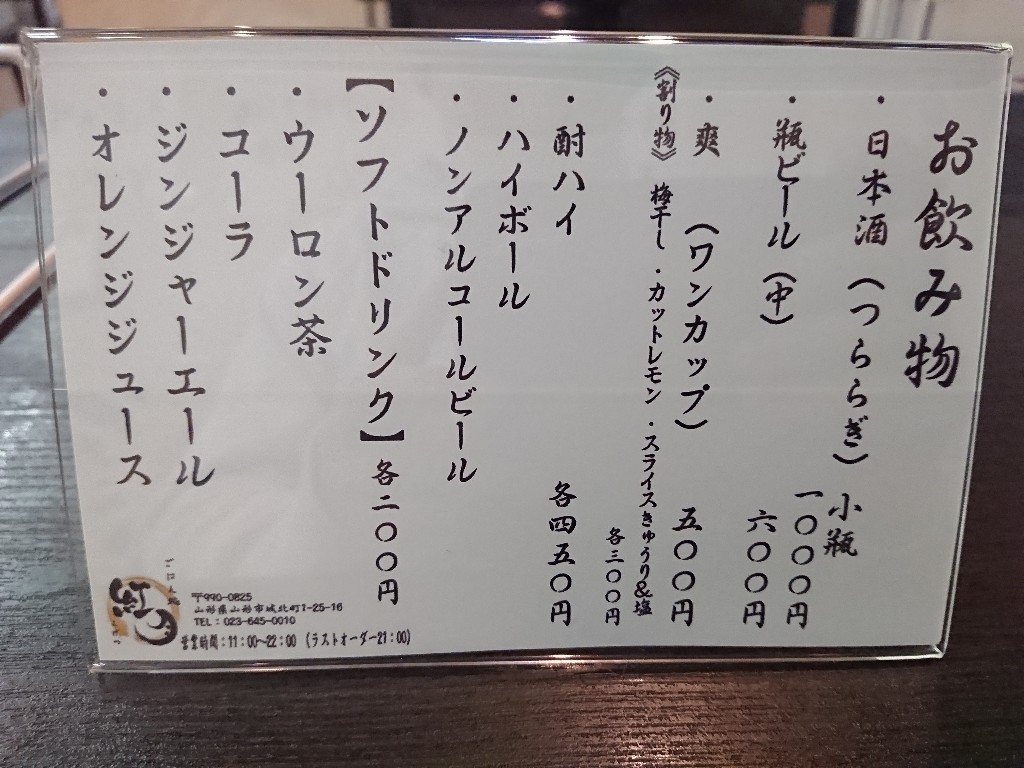 お飲み物
・日本酒（つららぎ）小瓶
一〇〇〇円
・瓶ビール（中）六〇〇円
・爽（ワンカップ）五〇〇円
《割り物》梅干し・カットレモン・スライスきゅうり&塩
各三〇〇円
・酎ハイ 各四五〇円
・ハイボール
・ノンアルコールビール
【ソフトドリンク】各二〇〇円
・ウーロン茶
・コーラ
・ジンジャーエール
・オレンジジュース
紅
〒990-0825
山形県山形市城北町1-25-16
TEL：023-645-0010
営業時間：11：00～22：00（ラストオーダー21：00）